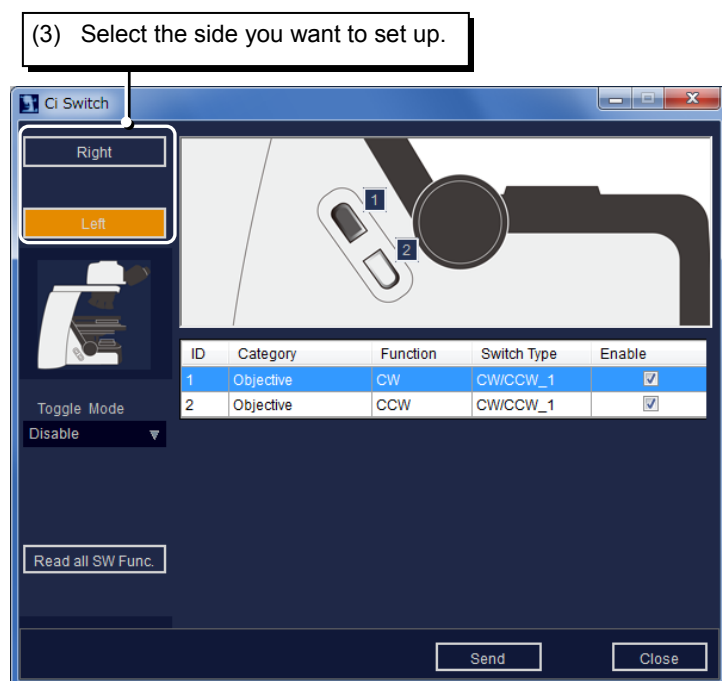 (3) Select the side you want to set up.
Ci Switch
Right
Left
1
2
ID Category Function Switch Type Enable
1 Objective CW CW/CCW_1
2 Objective CCW CW/CCW_1
Toggle Mode
Disable
Read all SW Func.
Send Close